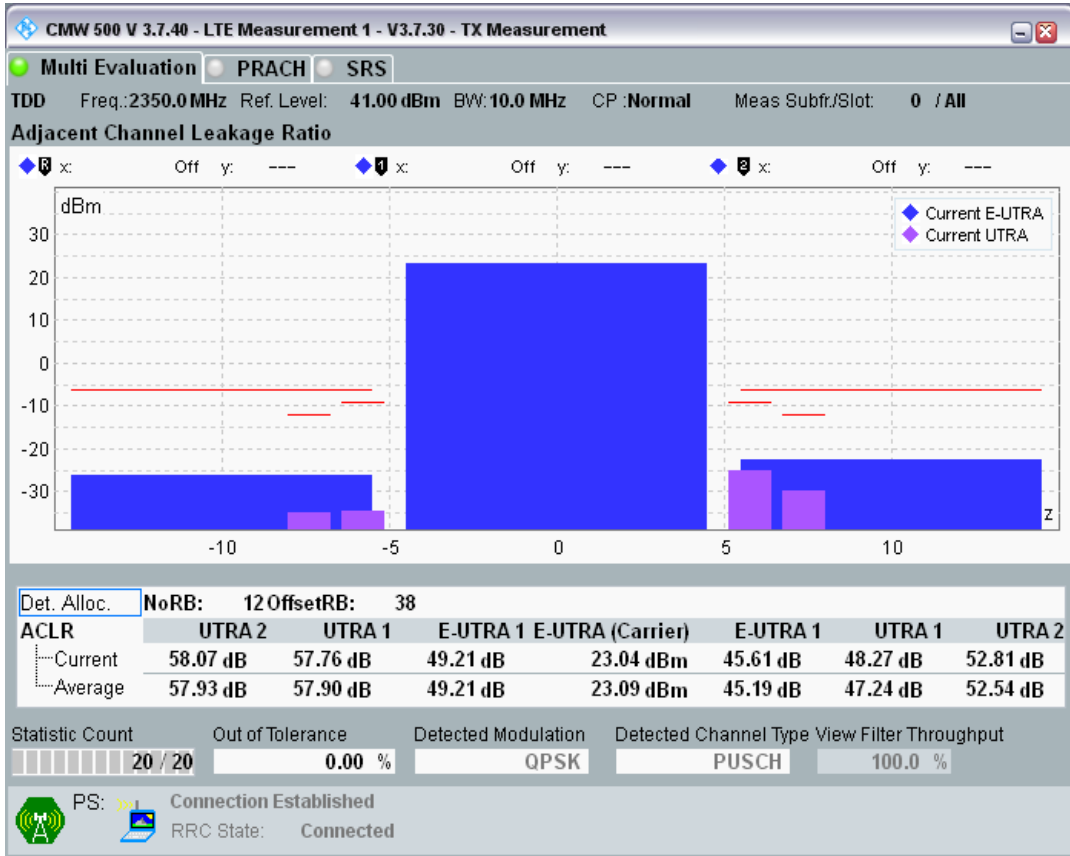 CMW 500 V 3.7.40 - LTE Measurement 1 - V3.7.30 - TX Measurement
Multi Evaluation PRACH SRS
TDD Freq.:2350.0 MHz Ref. Level: 41.00 dBm BW: 10.0 MHz CP :Normal Meas Subfr./Slot: 0 / All
Adjacent Channel Leakage Ratio
R x: Off y: --- 1 x: Off y: --- 2 x: Off y: ---
dBm
Current E-UTRA
Current UTRA
30
20
10
0
-10
-20
-30
z
-10 -5 0 5 10
Det. Alloc. NoRB: 12 OffsetRB: 38
ACLR UTRA 2 UTRA 1 E-UTRA 1 E-UTRA (Carrier) E-UTRA 1 UTRA 1 UTRA 2
Current 58.07 dB 57.76 dB 49.21 dB 23.04 dBm 45.61 dB 48.27 dB 52.81 dB
Average 57.93 dB 57.90 dB 49.21 dB 23.09 dBm 45.19 dB 47.24 dB 52.54 dB
Statistic Count Out of Tolerance Detected Modulation Detected Channel Type View Filter Throughput
20 / 20 0.00 % QPSK PUSCH 100.0 %
PS: Connection Established
RRC State: Connected